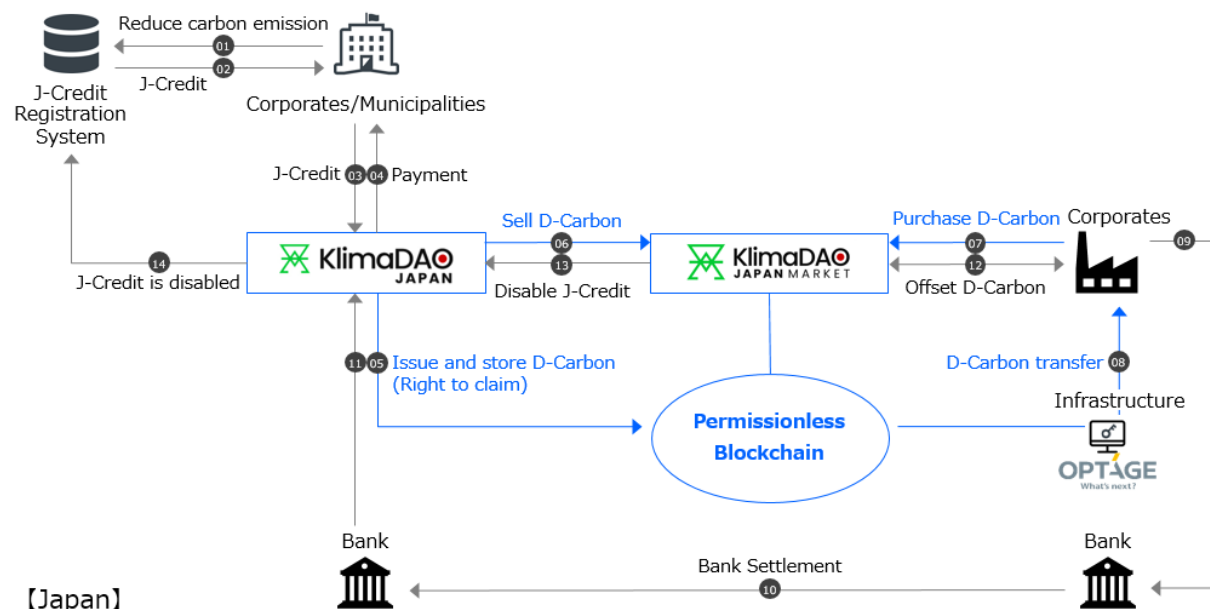 Reduce carbon emission
01
02
J-Credit
J-Credit
Registration
System
Corporates/Municipalities
J-Credit
03
04
Payment
Sell D-Carbon
06
Purchase D-Carbon
07
Corporates
09
KlimaDAO
JAPAN
KlimaDAO
JAPAN MARKET
14
J-Credit is disabled
13
Disable J-Credit
12
Offset D-Carbon
11
05
Issue and store D-Carbon
(Right to claim)
D-Carbon transfer
08
Infrastructure
Permissionless
Blockchain
OPTAGE
What's next?
Bank
Bank Settlement
10
Bank
【Japan】